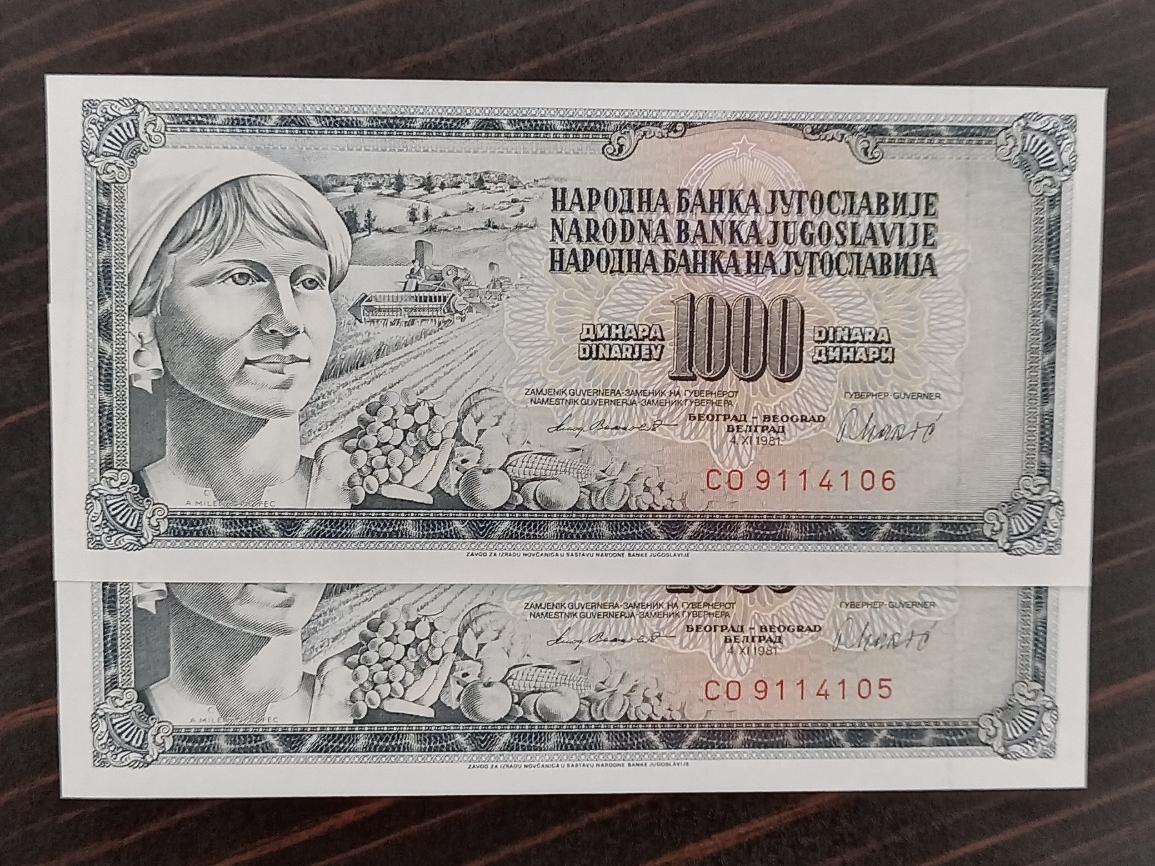 НАРОДНА БАНКА ЈУГОСЛАВИЈЕ
NARODNA BANKA JUGOSLAVIJE
НАРОДНА БАНКА НА ЈУГОСЛАВИЈА
ДИНАРА 1000 DINARA
DINARJEV ДИНАРИ
ZAMJENIK GUVERNERA-ЗАМЕНИК НА ГУВЕРНЕРОТ ГУВЕРНЕР-GUVERNER
NAMESTNIK GUVERNERJA-ЗАМЕНИК ГУВЕРНЕРА
БЕОГРАД - BEOGRAD
БЕЛГРАД
4. XI 1981
CO 9114106
ZAVOD ZA IZRADU NOVČANICA U SASTAVU NARODNE BANKE JUGOSLAVIJE
ZAMJENIK GUVERNERA-ЗАМЕНИК НА ГУВЕРНЕРОТ ГУВЕРНЕР-GUVERNER
NAMESTNIK GUVERNERJA-ЗАМЕНИК ГУВЕРНЕРА
БЕОГРАД - BEOGRAD
БЕЛГРАД
4. XI 1981
CO 9114105
ZAVOD ZA IZRADU NOVČANICA U SASTAVU NARODNE BANKE JUGOSLAVIJE